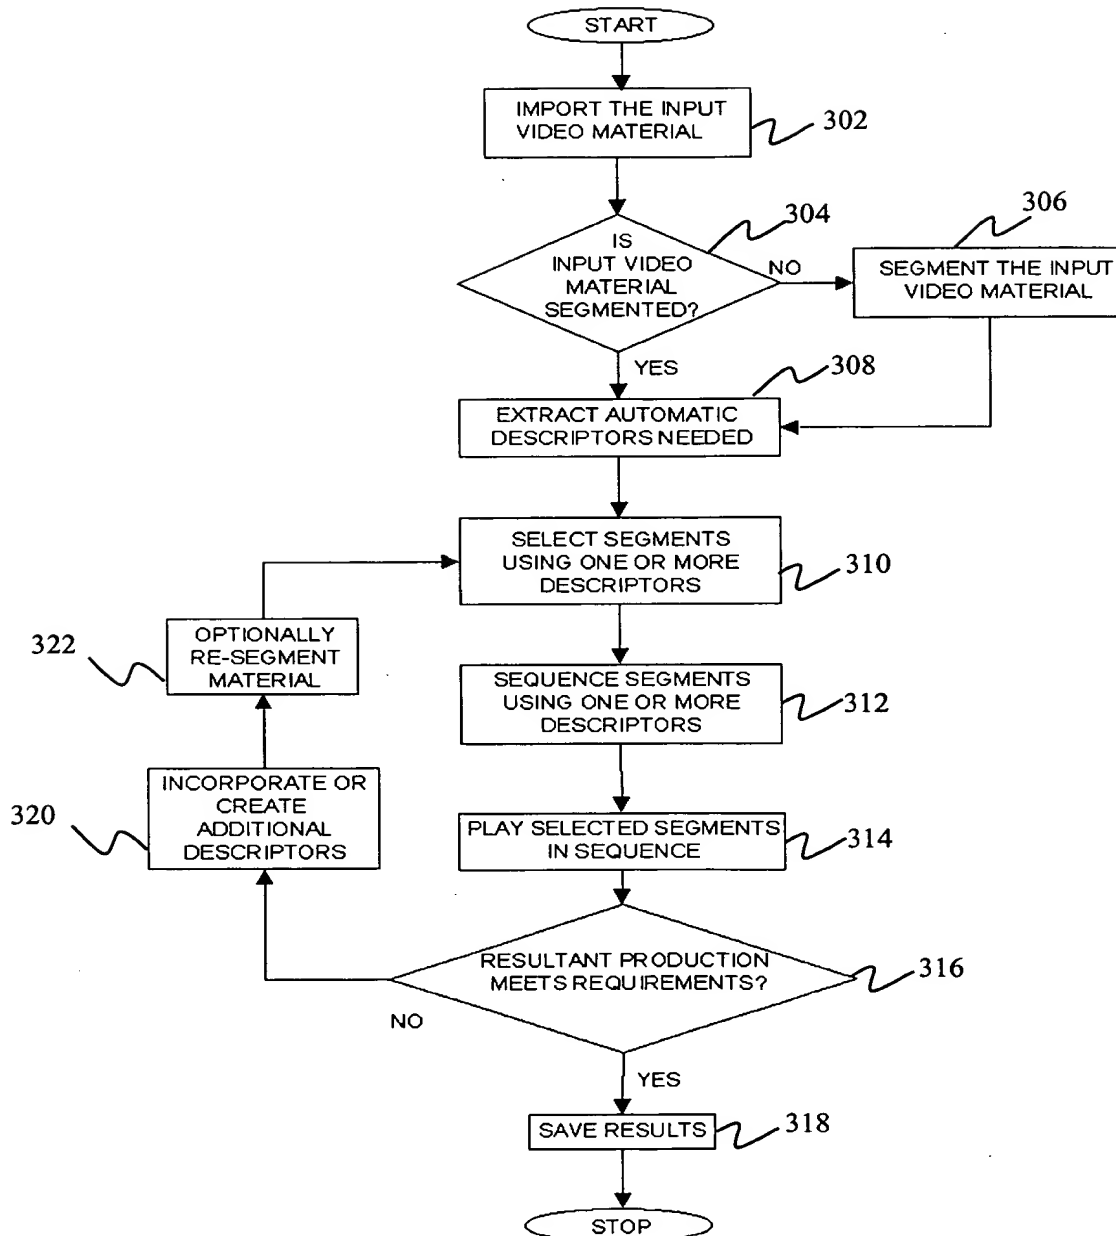 START
IMPORT THE INPUT
VIDEO MATERIAL
302
IS
INPUT VIDEO
MATERIAL
SEGMENTED?
304
NO
306
SEGMENT THE INPUT
VIDEO MATERIAL
YES
308
EXTRACT AUTOMATIC
DESCRIPTORS NEEDED
SELECT SEGMENTS
USING ONE OR MORE
DESCRIPTORS
310
322
OPTIONALLY
RE-SEGMENT
MATERIAL
SEQUENCE SEGMENTS
USING ONE OR MORE
DESCRIPTORS
312
320
INCORPORATE OR
CREATE
ADDITIONAL
DESCRIPTORS
PLAY SELECTED SEGMENTS
IN SEQUENCE
314
RESULTANT PRODUCTION
MEETS REQUIREMENTS?
316
NO
YES
SAVE RESULTS
318
STOP